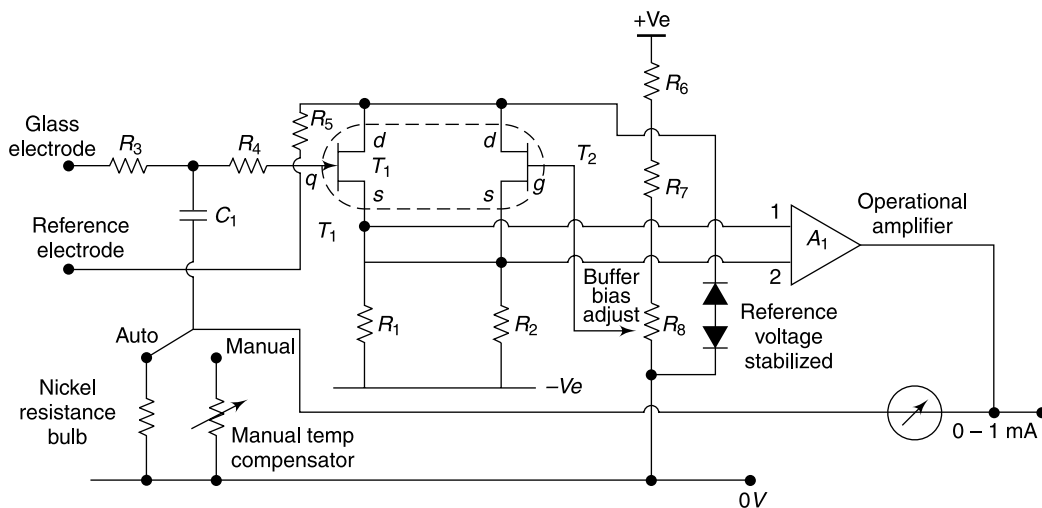 +Ve
R6
Glass
electrode
R3
R4
R5
d
d
T1
T2
R7
q
g
s
s
C1
T1
1
Operational
amplifier
A1
2
Reference
electrode
Buffer
bias
adjust
R1
R2
R8
Reference
voltage
stabilized
Auto
Manual
–Ve
Nickel
resistance
bulb
Manual temp
compensator
0 – 1 mA
0V